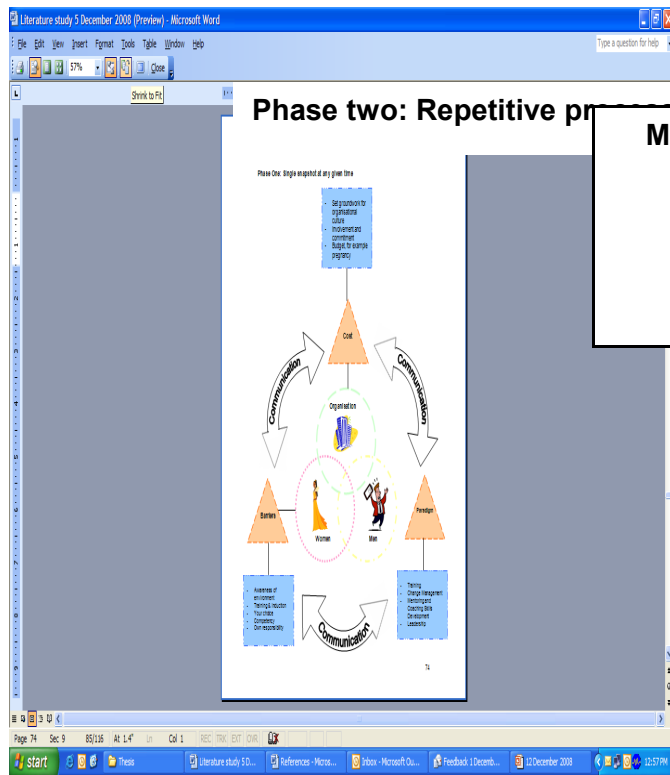 Literature study 5 December 2008 (Preview) - Microsoft Word
File Edit View Insert Format Tools Table Window Help
Type a question for help
57% Close
Shrink to Fit
Phase two: Repetitive
M
Phase One: Single snapshot at any given time
- Set groundwork for
organisational
culture
- Involvement and
commitment
- Budget, for example
pregnancy
Cost
Communication
Communication
Organisation
Barriers
Women
Men
Paradigm
- Awareness of
environment
- Training & Induction
- Your choice
- Competency
- Own responsibility
- Training
- Change Management
- Mentoring and
Coaching Skills
Development
- Leadership
Communication
74
Page 74 Sec 9 85/116 At 1.4" Ln Col 1 REC TRK EXT OVR
start Thesis Literature study 5 D... References - Micros... Inbox - Microsoft Ou... Feedback 1 Decemb... 12 December 2008 12:57 PM